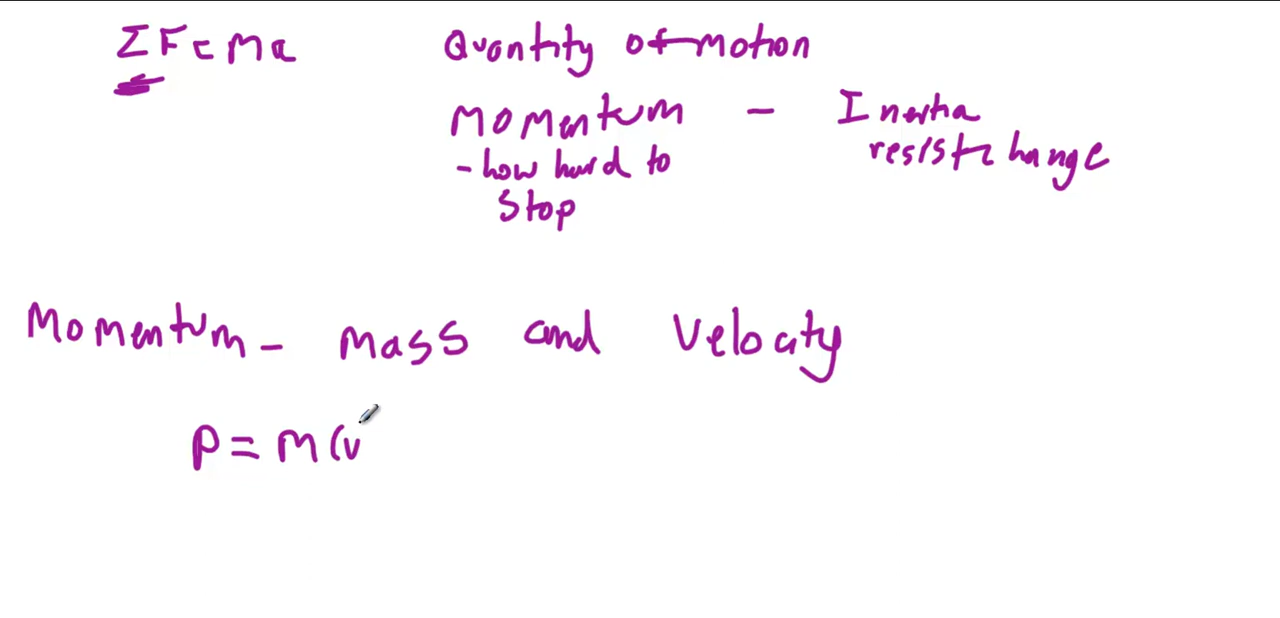 ΣF = ma
Quantity of motion
Momentum - Inertia
- how hard to resist change
stop
Momentum - mass and velocity
P = m(v